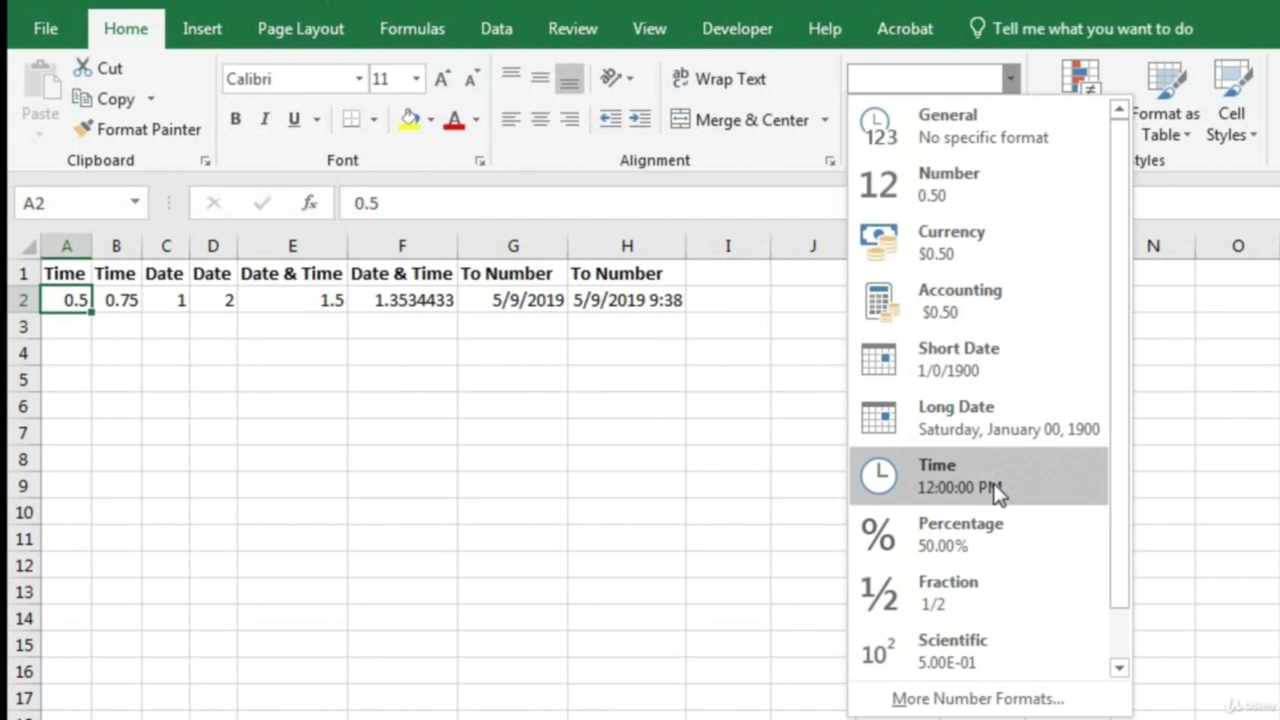 File Home Insert Page Layout Formulas Data Review View Developer Help Acrobat Tell me what you want to do
Paste
Cut
Copy
Format Painter
Clipboard
Calibri 11 A A
B I U A
Font
ab Wrap Text
Merge & Center
Alignment
Format as Table
Cell Styles
A2 fx 0.5
A B C D E F G H I J N O
1 Time Time Date Date Date & Time Date & Time To Number To Number
2 0.5 0.75 1 2 1.5 1.3534433 5/9/2019 5/9/2019 9:38
3
4
5
6
7
8
9
10
11
12
13
14
15
16
17
123 General
No specific format
12 Number
0.50
Currency
$0.50
Accounting
$0.50
Short Date
1/0/1900
Long Date
Saturday, January 00, 1900
Time
12:00:00 PM
% Percentage
50.00%
½ Fraction
1/2
10² Scientific
5.00E-01
More Number Formats...
Udemy